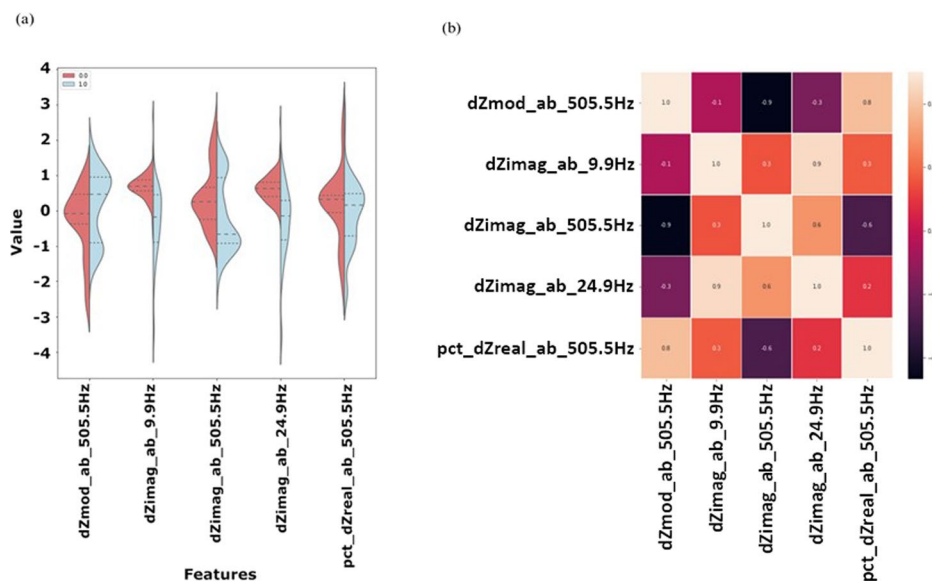 (a)
4
3
2
1
0
-1
-2
-3
-4
Value
0.0
1.0
dZmod_ab_505.5Hz
dZimag_ab_9.9Hz
dZimag_ab_505.5Hz
dZimag_ab_24.9Hz
pct_dZreal_ab_505.5Hz
Features
(b)
dZmod_ab_505.5Hz
1.0 -0.1 -0.9 -0.3 0.8
dZimag_ab_9.9Hz
-0.1 1.0 0.3 0.9 0.3
dZimag_ab_505.5Hz
-0.9 0.3 1.0 0.6 -0.6
dZimag_ab_24.9Hz
-0.3 0.9 0.6 1.0 0.2
pct_dZreal_ab_505.5Hz
0.8 0.3 -0.6 0.2 1.0
dZmod_ab_505.5Hz
dZimag_ab_9.9Hz
dZimag_ab_505.5Hz
dZimag_ab_24.9Hz
pct_dZreal_ab_505.5Hz